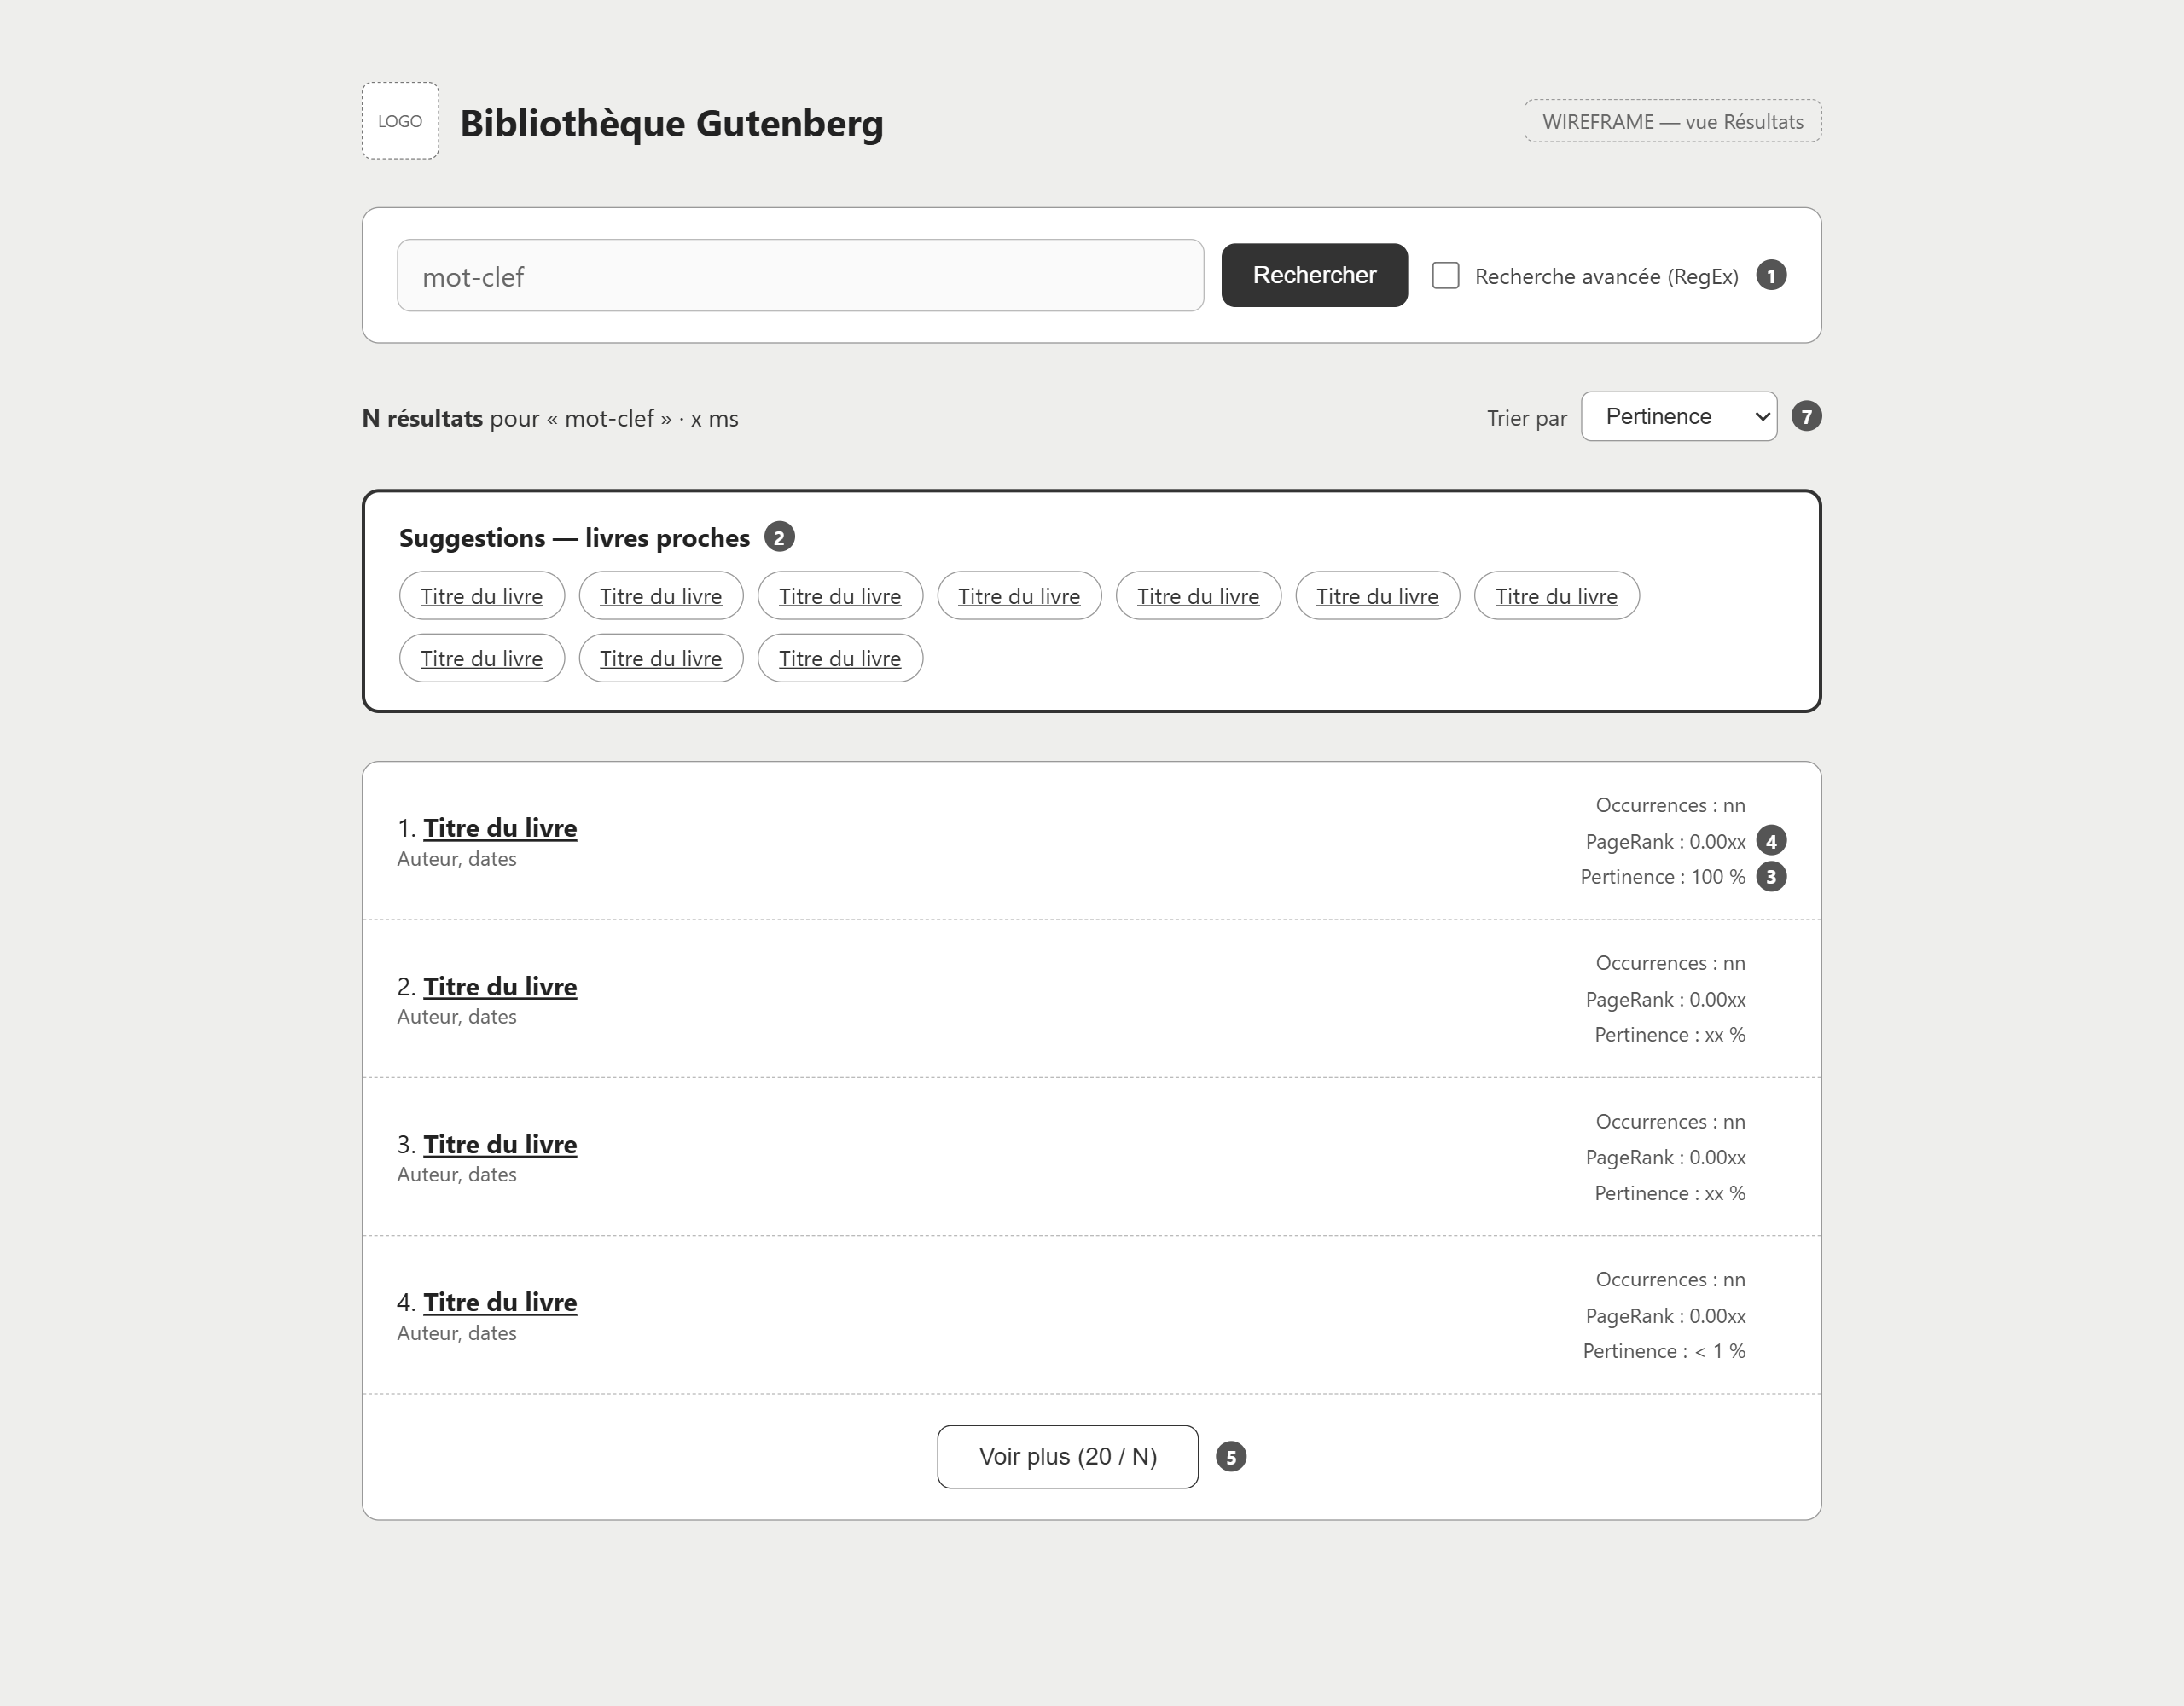 LOGO
Bibliothèque Gutenberg
WIREFRAME — vue Résultats
mot-clef
Rechercher
Recherche avancée (RegEx)
1
N résultats pour « mot-clef » · x ms
Trier par
Pertinence
7
Suggestions — livres proches
2
Titre du livre
Titre du livre
Titre du livre
Titre du livre
Titre du livre
Titre du livre
Titre du livre
Titre du livre
Titre du livre
Titre du livre
1. Titre du livre
Auteur, dates
Occurrences : nn
PageRank : 0.00xx
4
Pertinence : 100 %
3
2. Titre du livre
Auteur, dates
Occurrences : nn
PageRank : 0.00xx
Pertinence : xx %
3. Titre du livre
Auteur, dates
Occurrences : nn
PageRank : 0.00xx
Pertinence : xx %
4. Titre du livre
Auteur, dates
Occurrences : nn
PageRank : 0.00xx
Pertinence : < 1 %
Voir plus (20 / N)
5